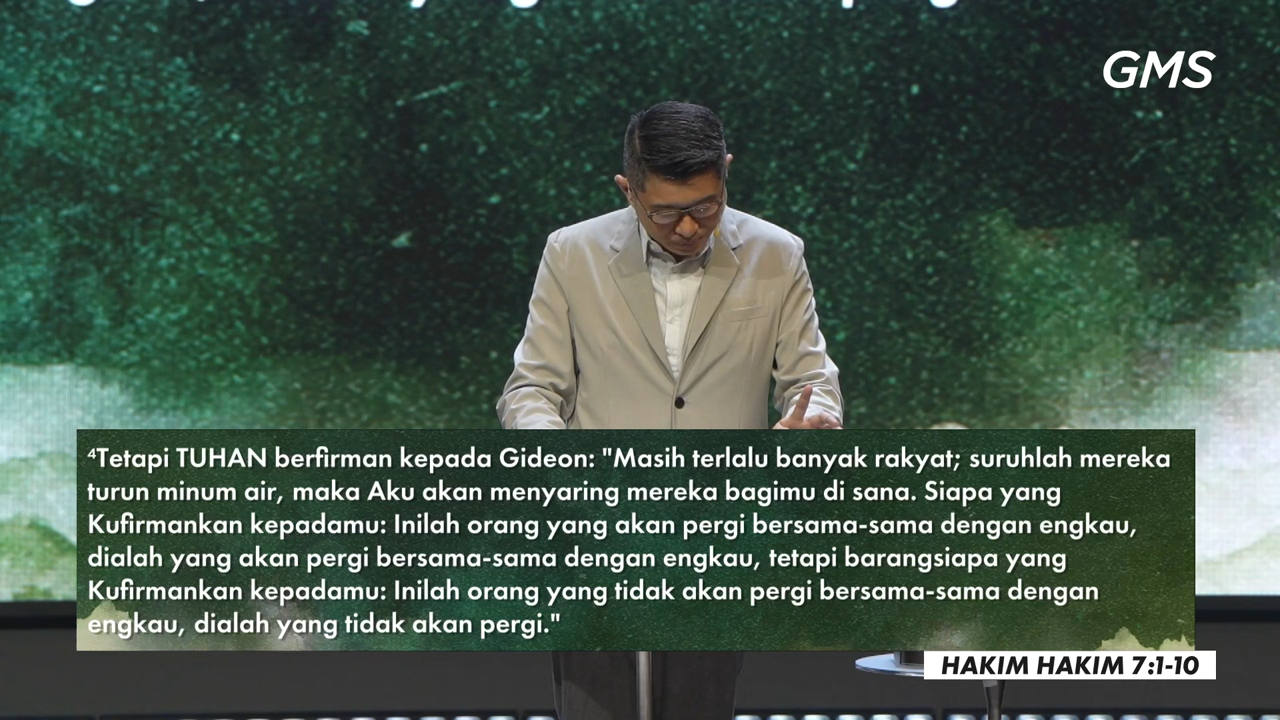 GMS
⁴Tetapi TUHAN berfirman kepada Gideon: "Masih terlalu banyak rakyat; suruhlah mereka
turun minum air, maka Aku akan menyaring mereka bagimu di sana. Siapa yang
Kufirmankan kepadamu: Inilah orang yang akan pergi bersama-sama dengan engkau,
dialah yang akan pergi bersama-sama dengan engkau, tetapi barangsiapa yang
Kufirmankan kepadamu: Inilah orang yang tidak akan pergi bersama-sama dengan
engkau, dialah yang tidak akan pergi."
HAKIM HAKIM 7:1-10